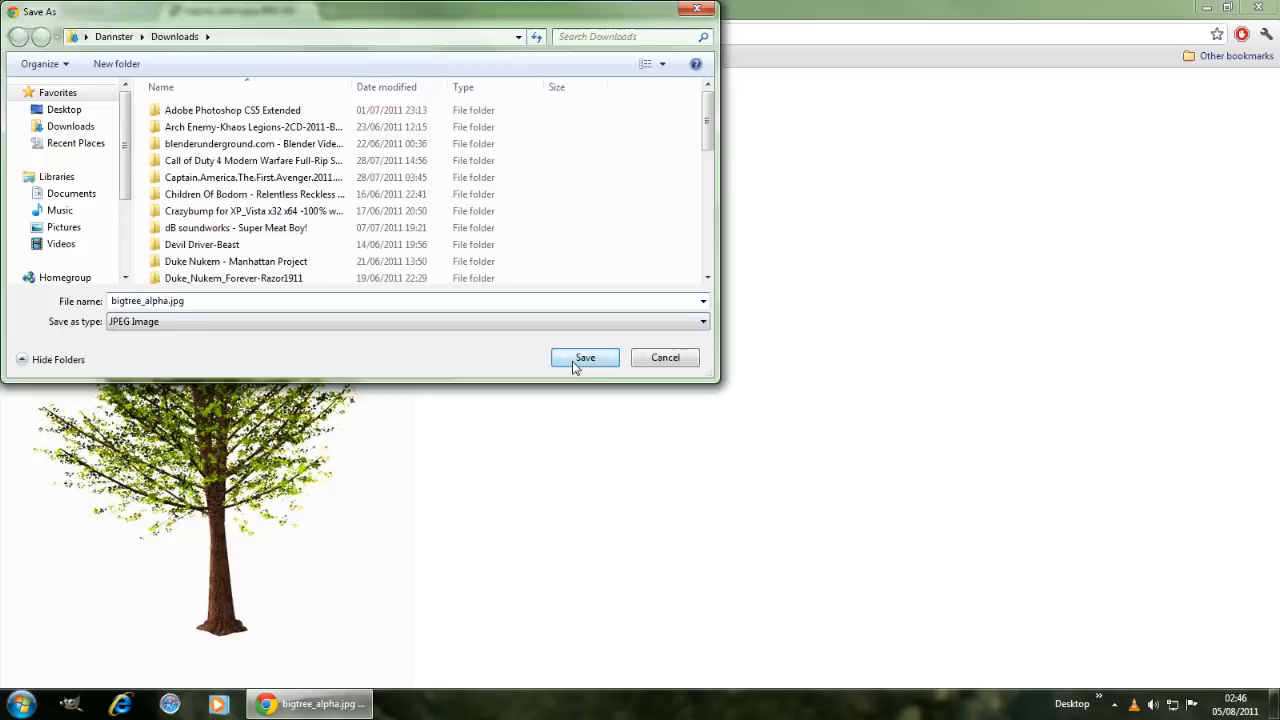 Save As
Dannster
Downloads
Search Downloads
Organize
New folder
Other bookmarks
Favorites
Desktop
Downloads
Recent Places
Libraries
Documents
Music
Pictures
Videos
Homegroup
Name Date modified Type Size
Adobe Photoshop CS5 Extended 01/07/2011 23:13 File folder
Arch Enemy-Khaos Legions-2CD-2011-B... 23/06/2011 12:15 File folder
blenderunderground.com - Blender Vide... 22/06/2011 00:36 File folder
Call of Duty 4 Modern Warfare Full-Rip S... 28/07/2011 14:56 File folder
Captain.America.The.First.Avenger.2011.... 28/07/2011 03:45 File folder
Children Of Bodom - Relentless Reckless ... 16/06/2011 22:41 File folder
Crazybump for XP_Vista x32 x64 -100% w... 17/06/2011 20:50 File folder
dB soundworks - Super Meat Boy! 07/07/2011 19:21 File folder
Devil Driver-Beast 14/06/2011 19:56 File folder
Duke Nukem - Manhattan Project 21/06/2011 13:50 File folder
Duke_Nukem_Forever-Razor1911 19/06/2011 22:29 File folder
File name: bigtree_alpha.jpg
Save as type: JPEG Image
Hide Folders
Save
Cancel
bigtree_alpha.jpg ...
Desktop
02:46
05/08/2011